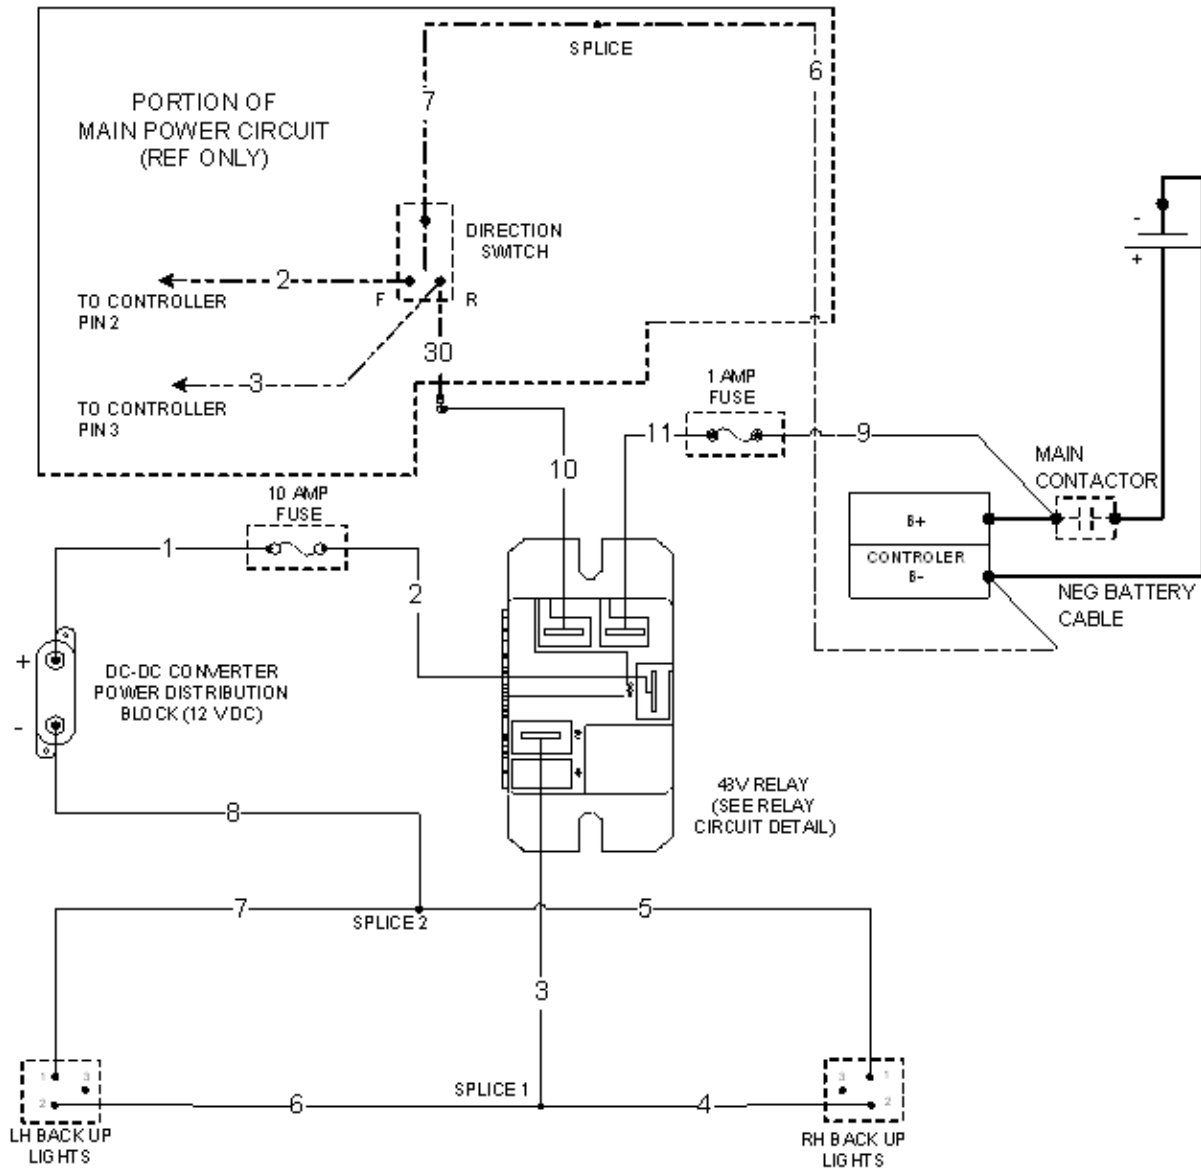 SPLICE
6
7
PORTION OF
MAIN POWER CIRCUIT
(REF ONLY)
DIRECTION
SWITCH
-
+
2
TO CONTROLLER
PIN 2
F
R
30
3
TO CONTROLLER
PIN 3
1 AMP
FUSE
11
9
10
MAIN
CONTACTOR
10 AMP
FUSE
B+
CONTROLER
B-
1
2
NEG BATTERY
CABLE
+
-
DC-DC CONVERTER
POWER DISTRIBUTION
BLOCK (12 VDC)
48V RELAY
(SEE RELAY
CIRCUIT DETAIL)
8
7
5
SPLICE 2
3
1
3
2
3
1
2
SPLICE 1
6
4
LH BACK UP
LIGHTS
RH BACK UP
LIGHTS